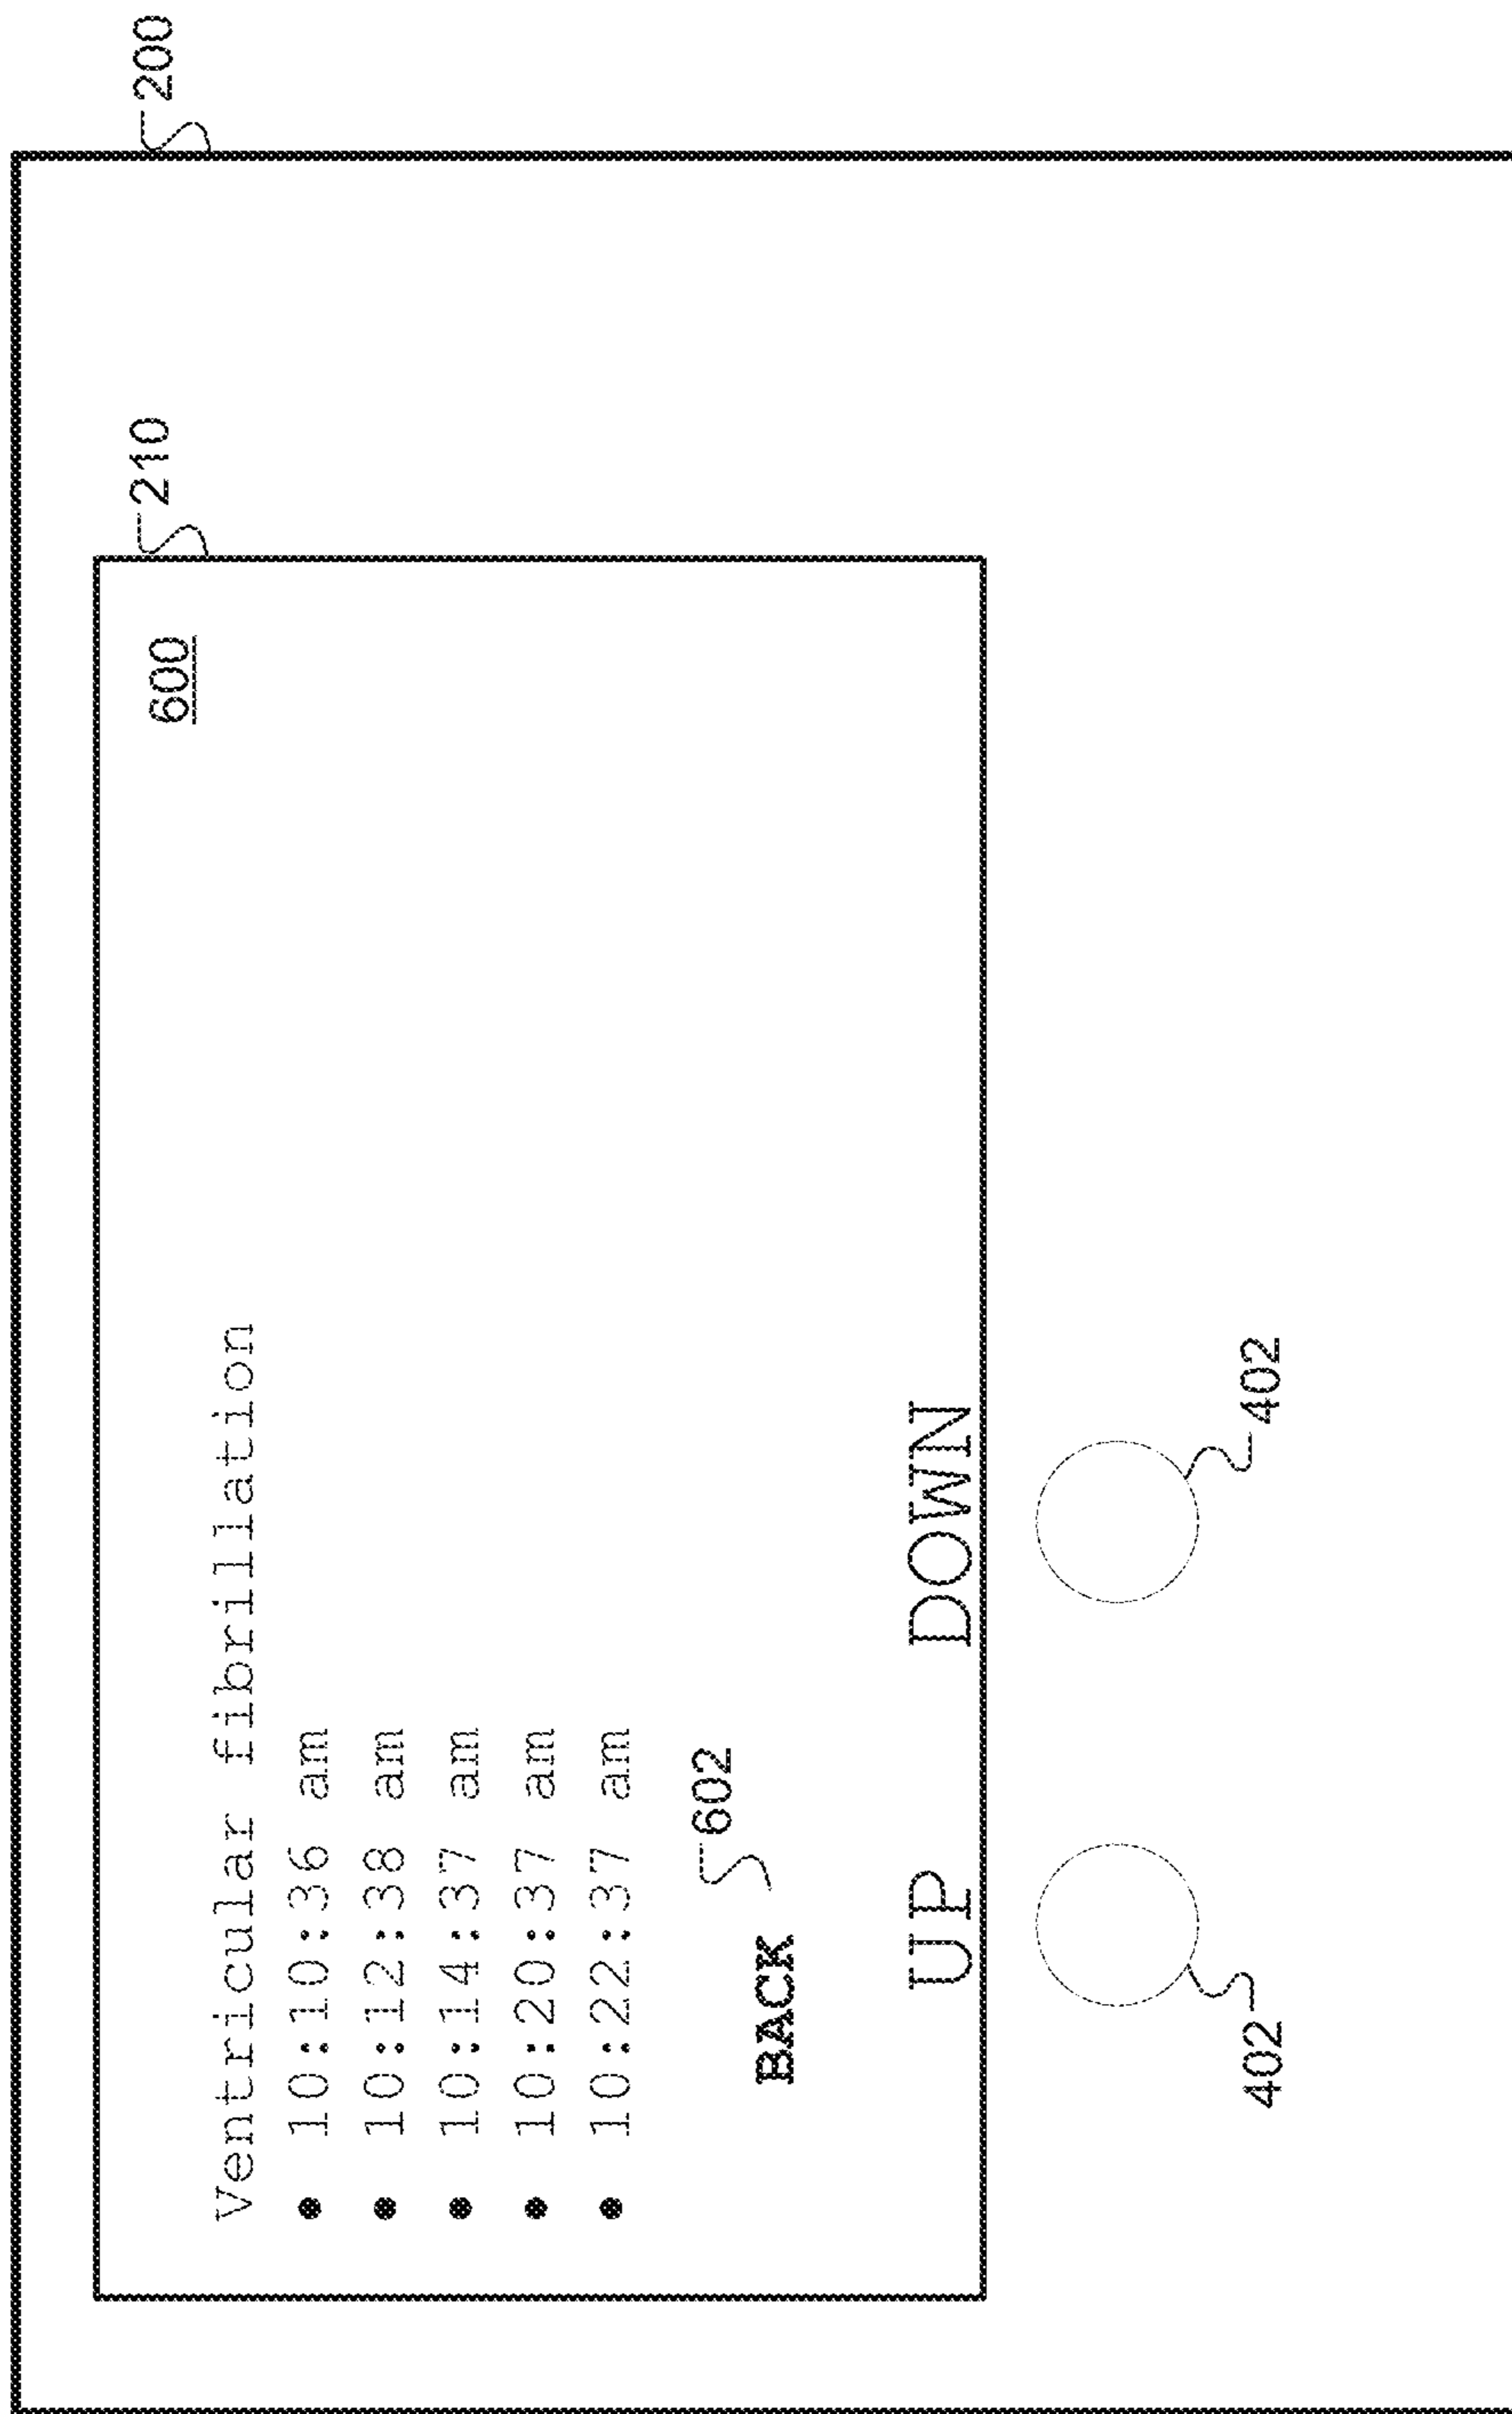 200
210
600
Ventricular fibrillation
• 10:10:36 am
• 10:12:38 am
• 10:14:37 am
• 10:20:37 am
• 10:22:37 am
602
BACK
UP DOWN
402 402